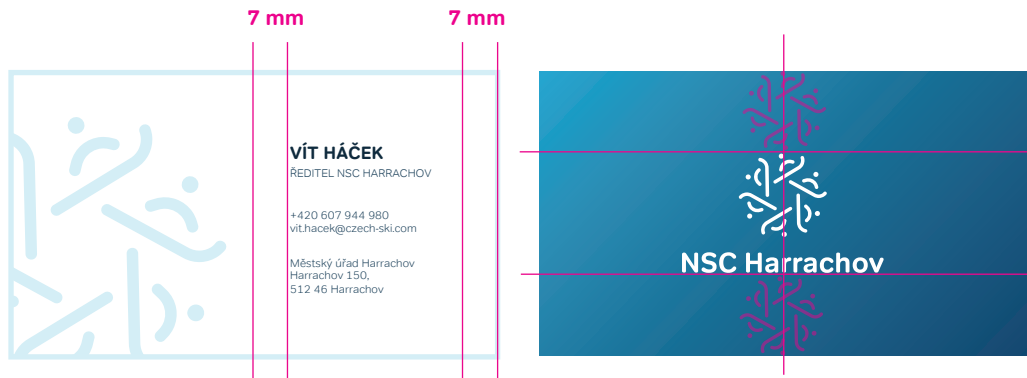 7 mm
7 mm
VÍT HÁČEK
ŘEDITEL NSC HARRACHOV
+420 607 944 980
vit.hacek@czech-ski.com
Městský úřad Harrachov
Harrachov 150,
512 46 Harrachov
NSC Harrachov